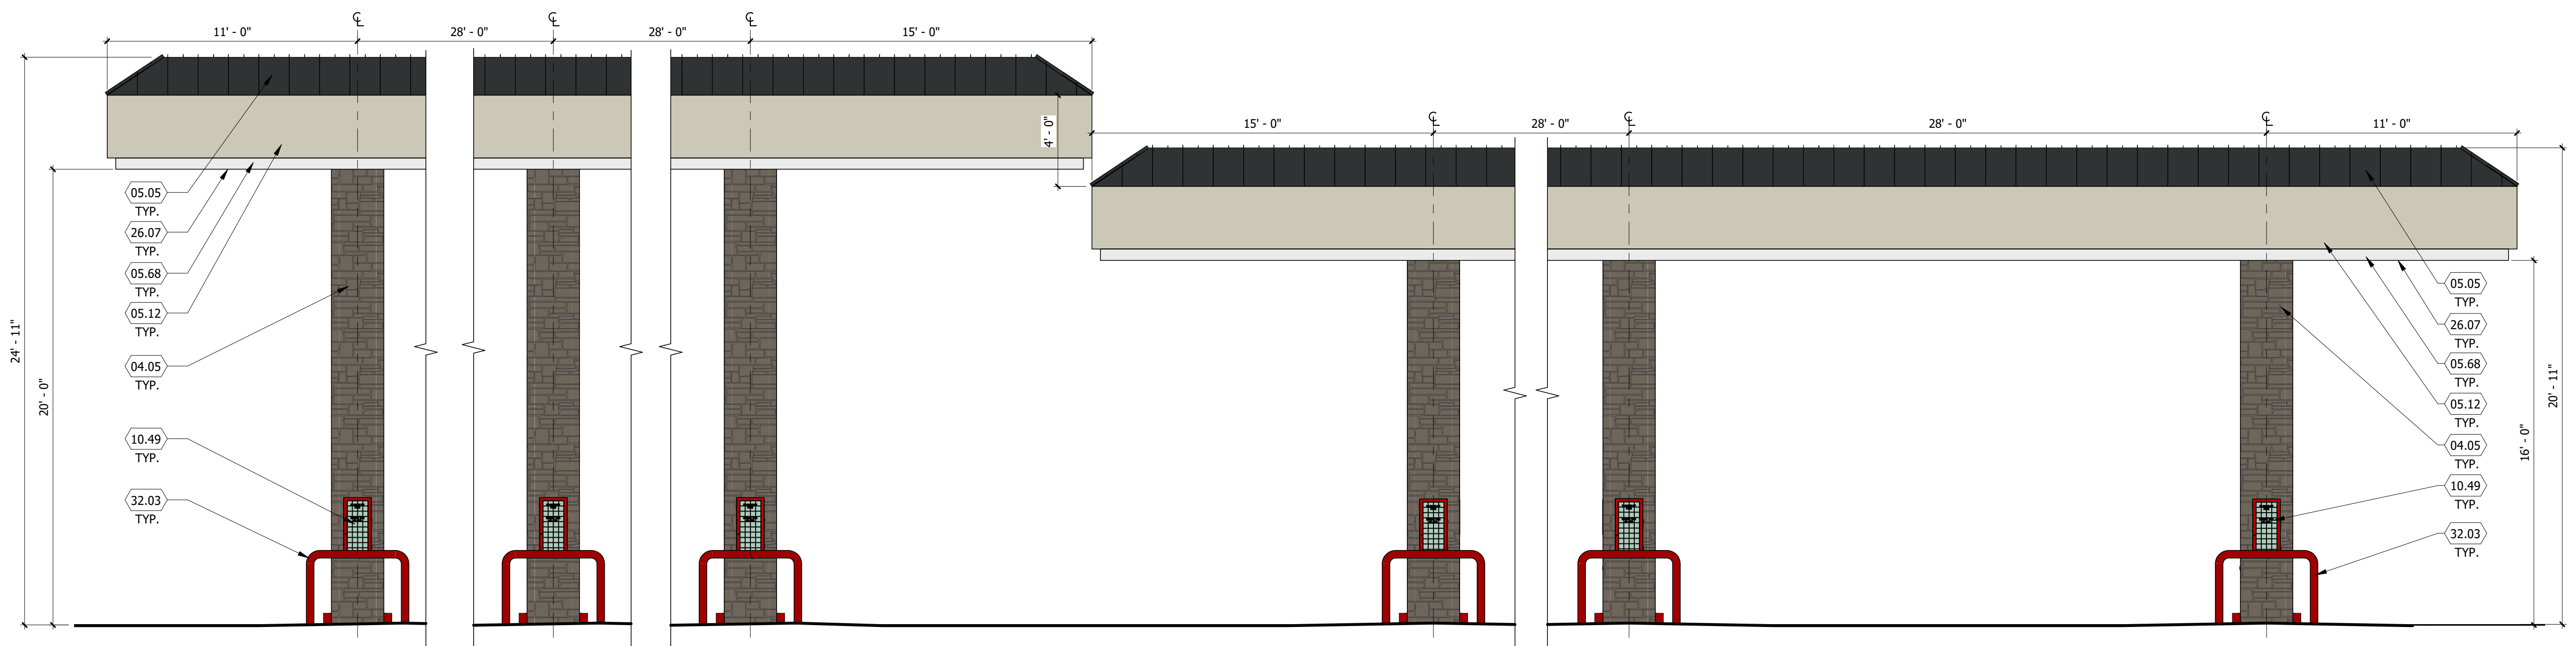 ℄ ℄ ℄
11' - 0" 28' - 0" 28' - 0" 15' - 0"
℄ ℄ ℄
15' - 0" 28' - 0" 28' - 0" 11' - 0"
4' - 0"
24' - 11"
20' - 0"
05.05
TYP.
26.07
TYP.
05.68
TYP.
05.12
TYP.
04.05
TYP.
10.49
TYP.
32.03
TYP.
05.05
TYP.
26.07
TYP.
05.68
TYP.
05.12
TYP.
04.05
TYP.
10.49
TYP.
32.03
TYP.
16' - 0"
20' - 11"